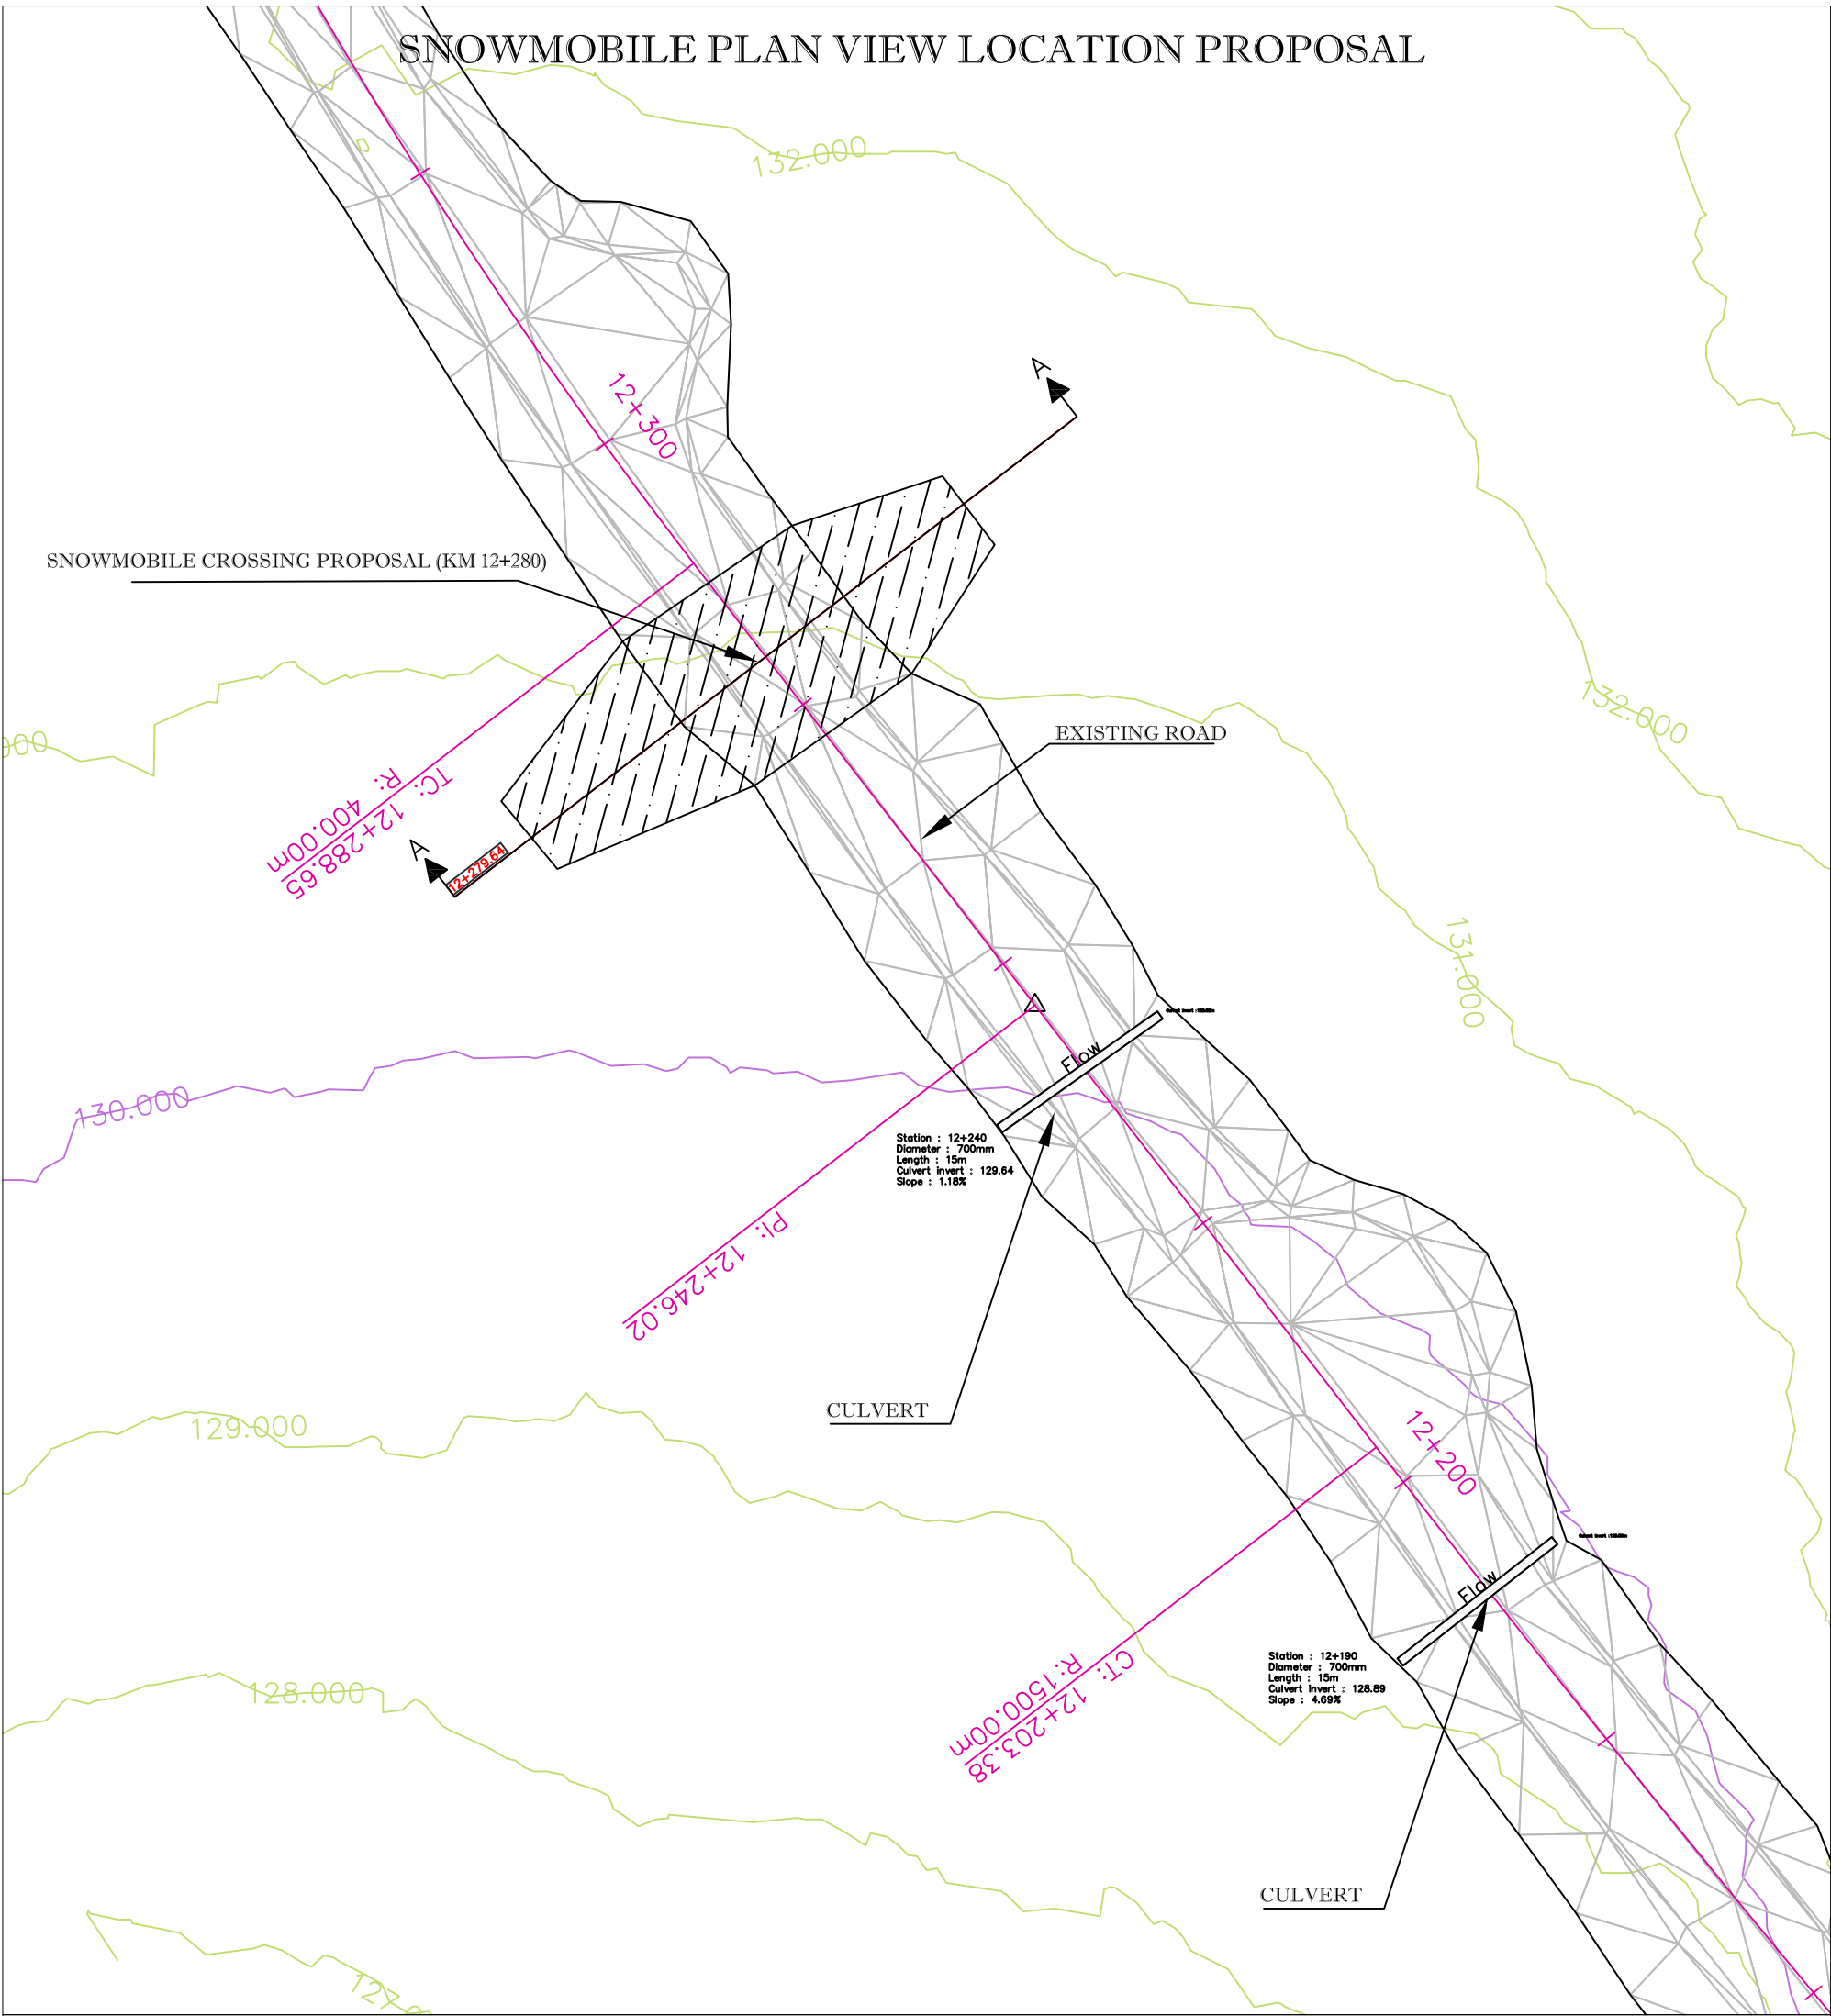 SNOWMOBILE PLAN VIEW LOCATION PROPOSAL
132.000
A
12+300
SNOWMOBILE CROSSING PROPOSAL (KM 12+280)
132.000
EXISTING ROAD
000
TC: 12+288.65
R: 400.00m
A
12+279.64
131.000
Flow
130.000
Station : 12+240
Diameter : 700mm
Length : 15m
Culvert invert : 129.64
Slope : 1.18%
PI: 12+246.02
CULVERT
129.000
12+200
Flow
CT: 12+203.38
R:1500.00m
Station : 12+190
Diameter : 700mm
Length : 15m
Culvert invert : 128.89
Slope : 4.69%
128.000
CULVERT